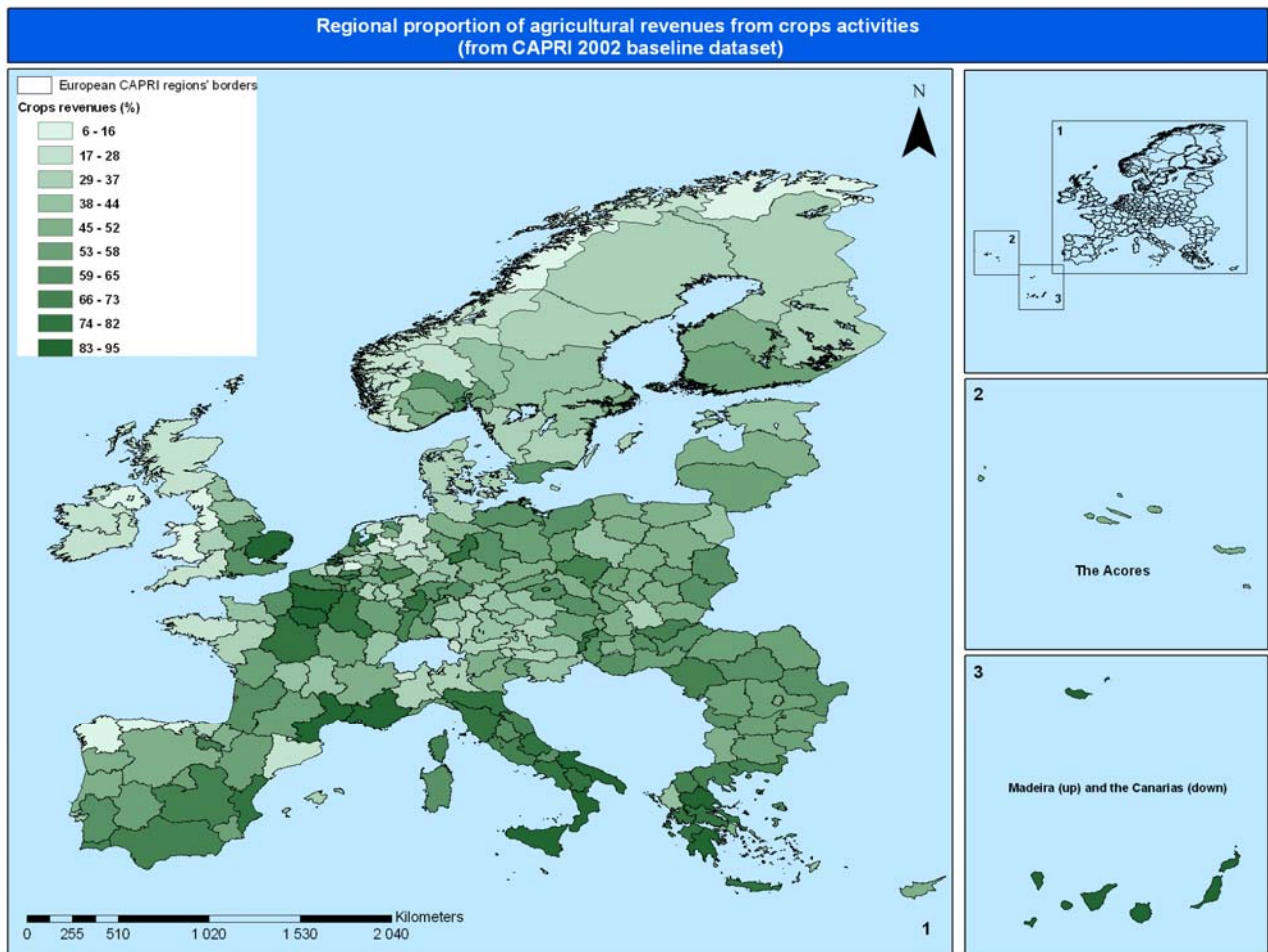 Regional proportion of agricultural revenues from crops activities
(from CAPRI 2002 baseline dataset)
European CAPRI regions' borders
Crops revenues (%)
6 - 16
17 - 28
29 - 37
38 - 44
45 - 52
53 - 58
59 - 65
66 - 73
74 - 82
83 - 95
N
Kilometers
0 255 510 1 020 1 530 2 040
1
1
2
3
2
The Acores
3
Madeira (up) and the Canarias (down)